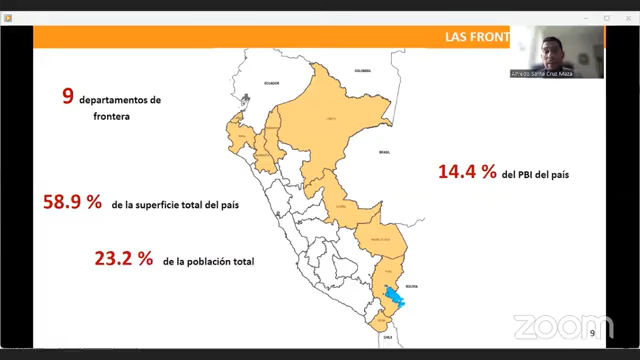 LAS FRONT
Alfredo Santa Cruz Maza
COLOMBIA
ECUADOR
9 departamentos de
frontera
BRASIL
14.4 % del PBI del país
58.9 % de la superficie total del país
23.2 % de la población total
BOLIVIA
CHILE
zoom
9